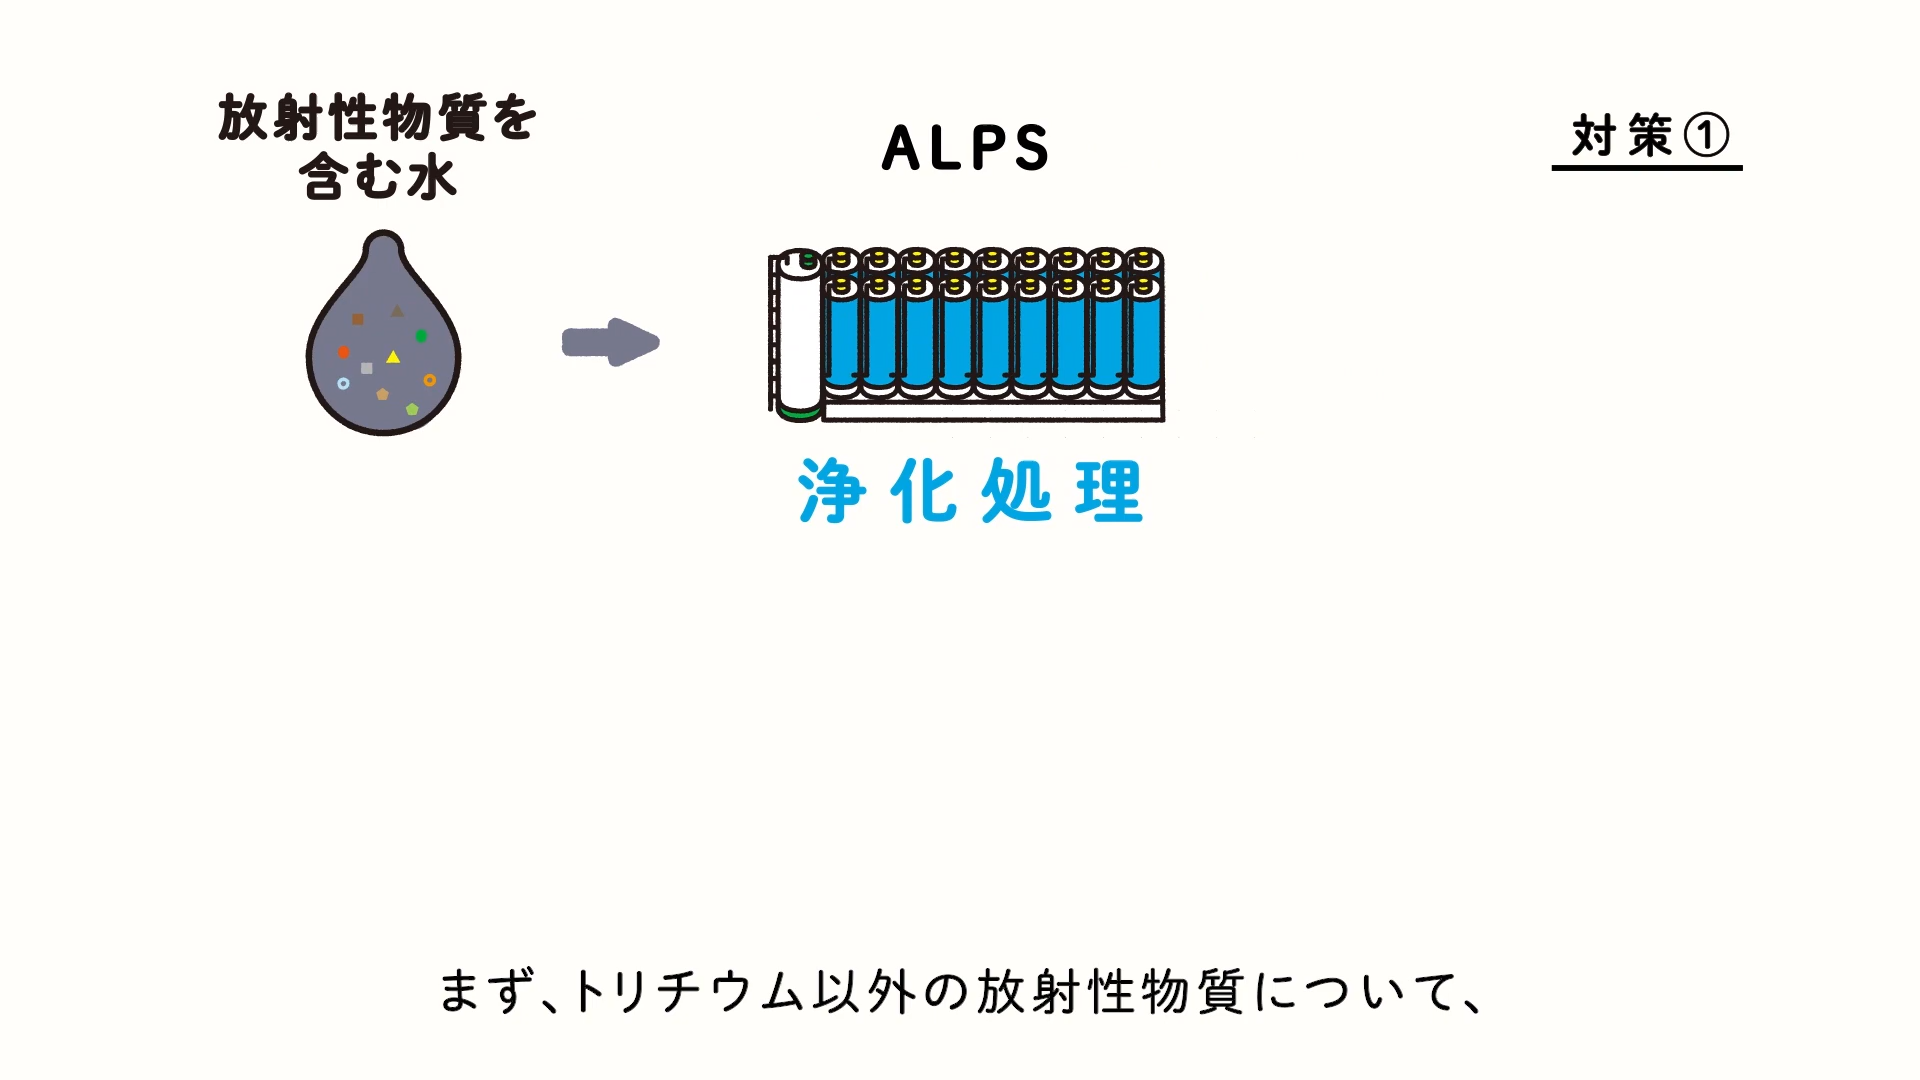 放射性物質を
含む水
ALPS
対策①
浄化処理
まず、トリチウム以外の放射性物質について、